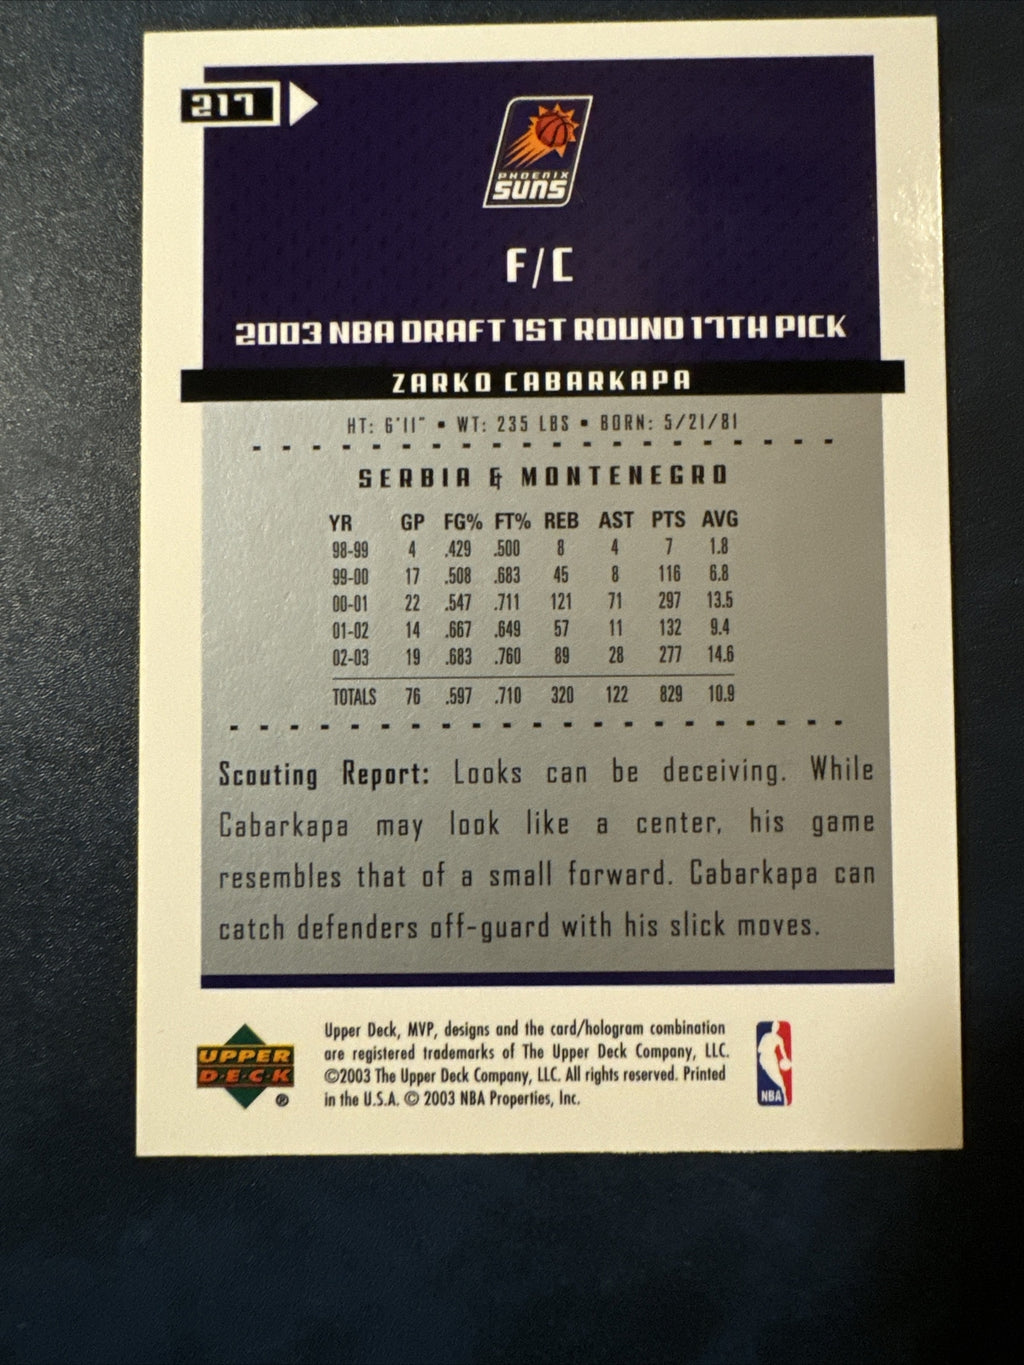 217
PHOENIX
SUNS
F/C
2003 NBA DRAFT 1ST ROUND 17TH PICK
ZARKO CABARKAPA
HT: 6'11" ▪ WT: 235 LBS ▪ BORN: 5/21/81
SERBIA & MONTENEGRO
YR GP FG% FT% REB AST PTS AVG
98-99 4 .429 .500 8 4 7 1.8
99-00 17 .508 .683 45 8 116 6.8
00-01 22 .547 .711 121 71 297 13.5
01-02 14 .667 .649 57 11 132 9.4
02-03 19 .683 .760 89 28 277 14.6
TOTALS 76 .597 .710 320 122 829 10.9
Scouting Report: Looks can be deceiving. While
Cabarkapa may look like a center, his game
resembles that of a small forward. Cabarkapa can
catch defenders off-guard with his slick moves.
UPPER
D·E·C·K
®
Upper Deck, MVP, designs and the card/hologram combination
are registered trademarks of The Upper Deck Company, LLC.
©2003 The Upper Deck Company, LLC. All rights reserved. Printed
in the U.S.A. © 2003 NBA Properties, Inc.
NBA